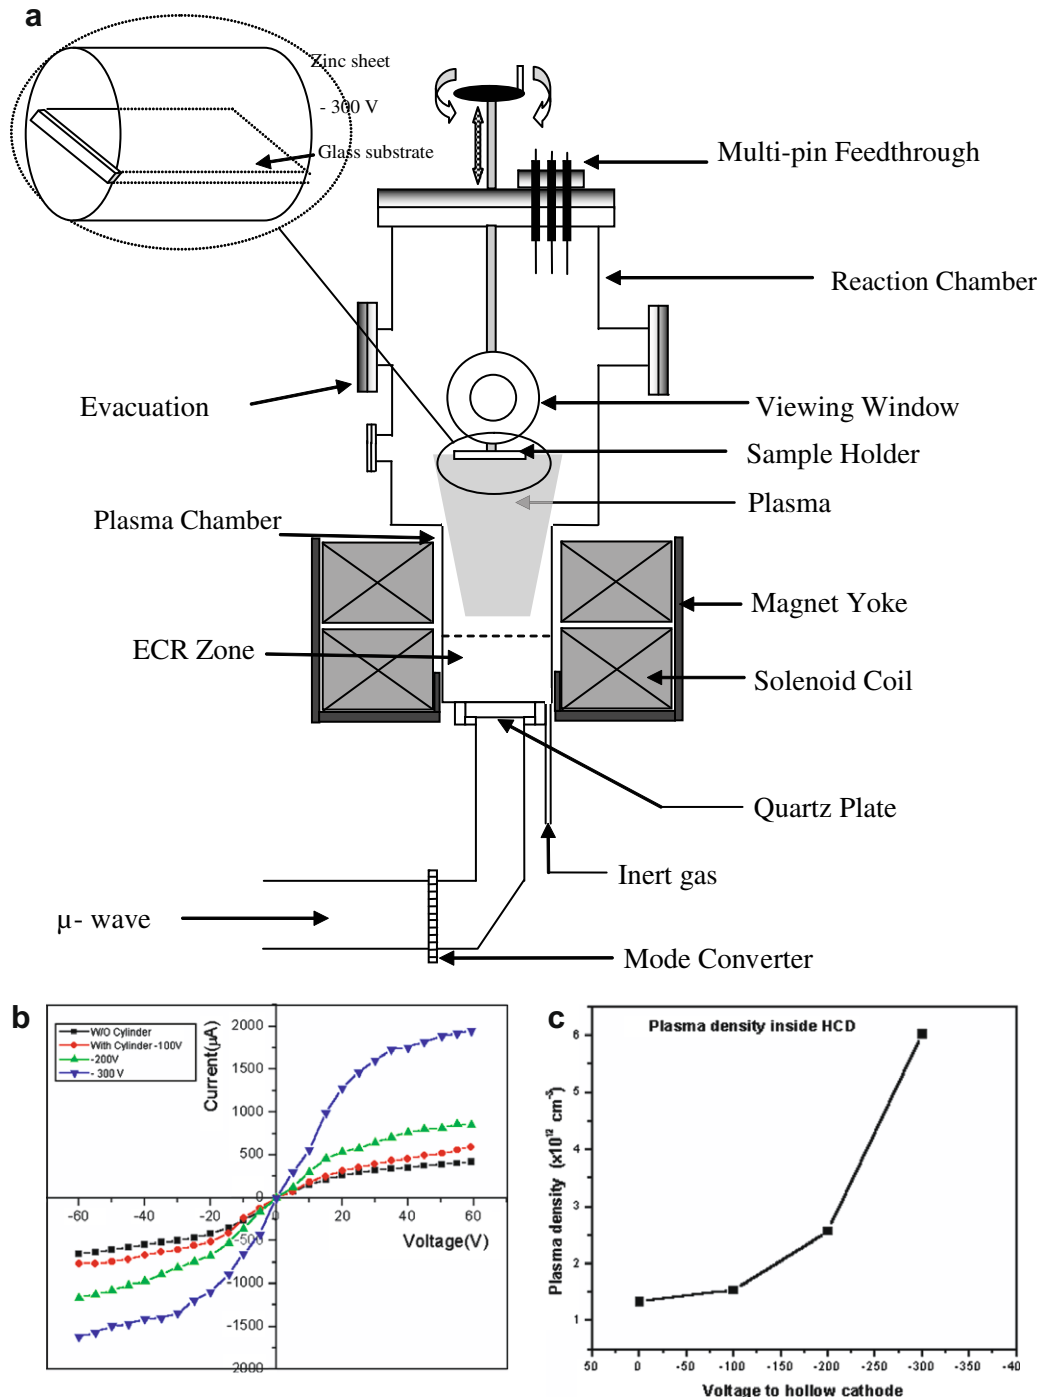 a
Zinc sheet
- 300 V
Glass substrate
Multi-pin Feedthrough
Reaction Chamber
Evacuation
Viewing Window
Sample Holder
Plasma
Plasma Chamber
Magnet Yoke
ECR Zone
Solenoid Coil
Quartz Plate
Inert gas
µ- wave
Mode Converter
b
W/O Cylinder
With Cylinder -100V
-200V
- 300 V
Current(µA)
2000
1500
1000
500
0
-500
-1000
-1500
2000
-60 -40 -20 0 20 40 60
Voltage(V)
c
Plasma density inside HCD
Plasma density (x10¹² cm⁻³)
6
5
4
3
2
1
50 0 -50 -100 -150 -200 -250 -300 -350 -40
Voltage to hollow cathode